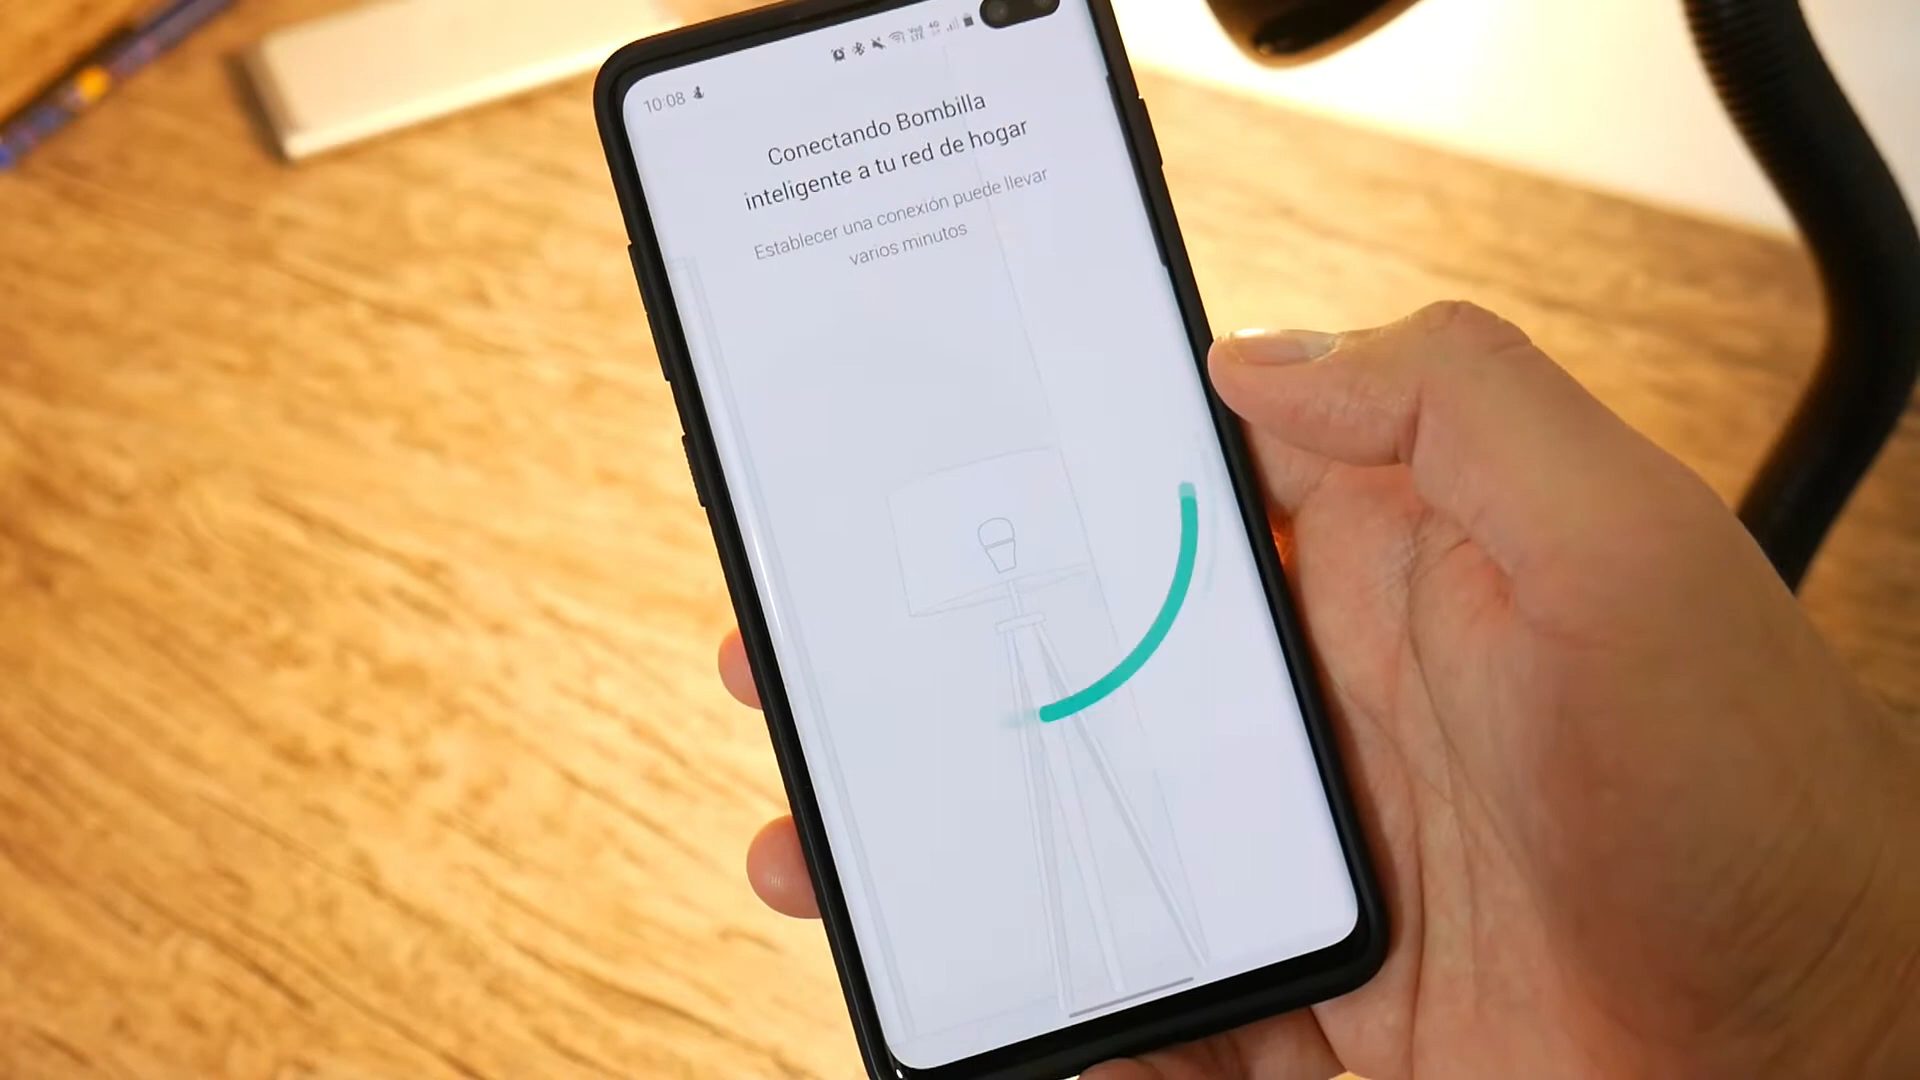 10:08
Conectando Bombilla
inteligente a tu red de hogar
Establecer una conexión puede llevar
varios minutos